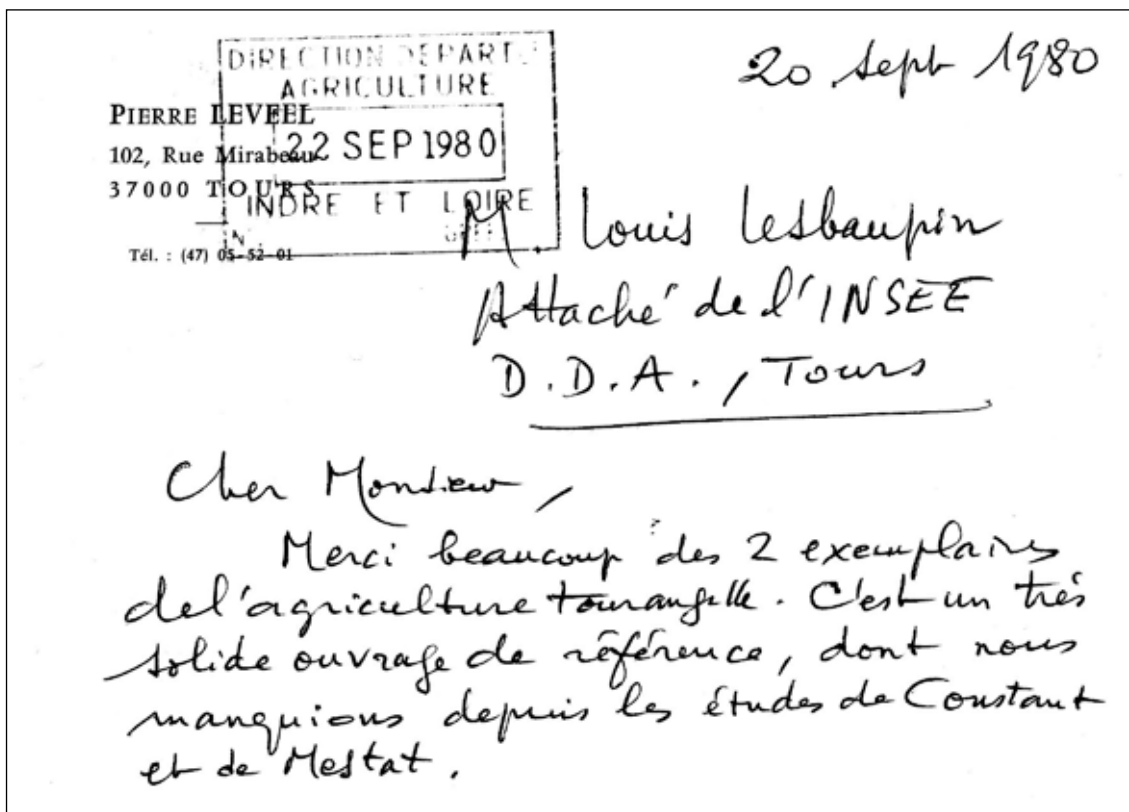 20 sept 1980
DIRECTION DEPART
AGRICULTURE
22 SEP 1980
INDRE ET LOIRE
PIERRE LEVEEL
102, Rue Mirabeau
37000 TOURS
Tél. : (47) 05-52-01
M. Louis Lesbaupin
Attaché de l'INSEE
D.D.A., Tours
Cher Monsieur,
Merci beaucoup des 2 exemplaires
de l'agriculture tourangelle. C'est un très
solide ouvrage de référence, dont nous
manquions depuis les études de Constant
et de Mestat.